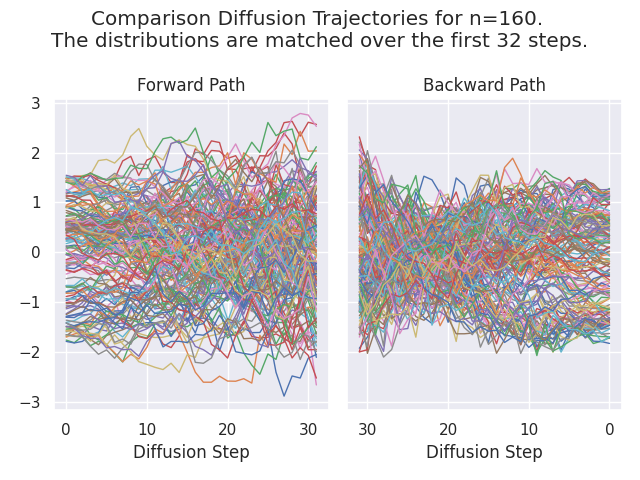 Comparison Diffusion Trajectories for n=160.
The distributions are matched over the first 32 steps.
Forward Path
Backward Path
3
2
1
0
−1
−2
−3
0 10 20 30
30 20 10 0
Diffusion Step
Diffusion Step